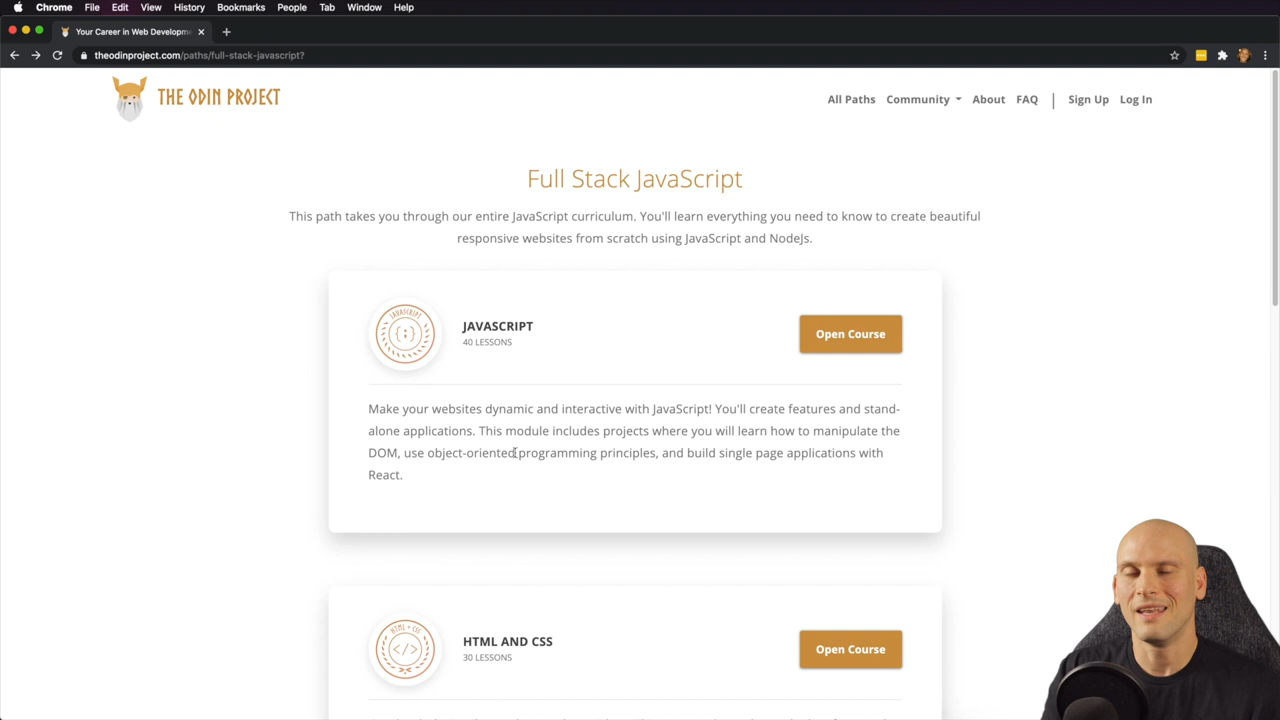 Chrome File Edit View History Bookmarks People Tab Window Help
Your Career in Web Developm
theodinproject.com/paths/full-stack-javascript?
THE ODIN PROJECT
All Paths Community About FAQ | Sign Up Log In
Full Stack JavaScript
This path takes you through our entire JavaScript curriculum. You'll learn everything you need to know to create beautiful
responsive websites from scratch using JavaScript and NodeJs.
JAVASCRIPT
JAVASCRIPT
40 LESSONS
Open Course
Make your websites dynamic and interactive with JavaScript! You'll create features and stand-
alone applications. This module includes projects where you will learn how to manipulate the
DOM, use object-oriented programming principles, and build single page applications with
React.
HTML + CSS
</>
HTML AND CSS
30 LESSONS
Open Course